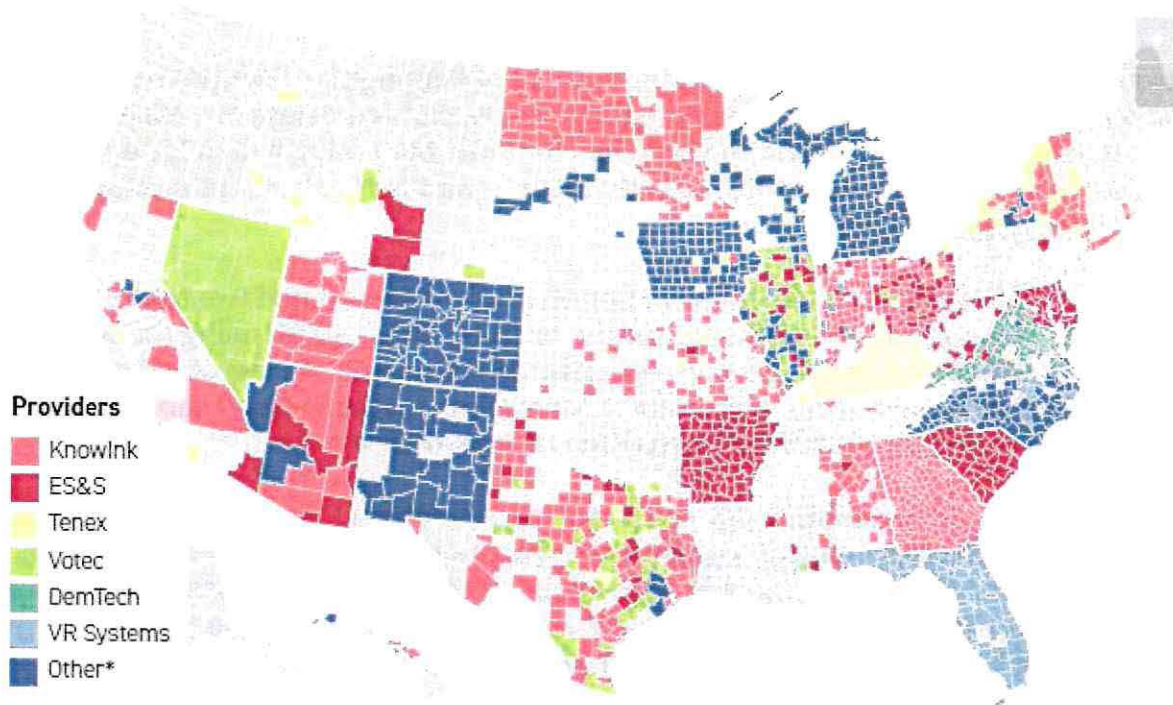 Providers
KnowInk
ES&S
Tenex
Votec
DemTech
VR Systems
Other*